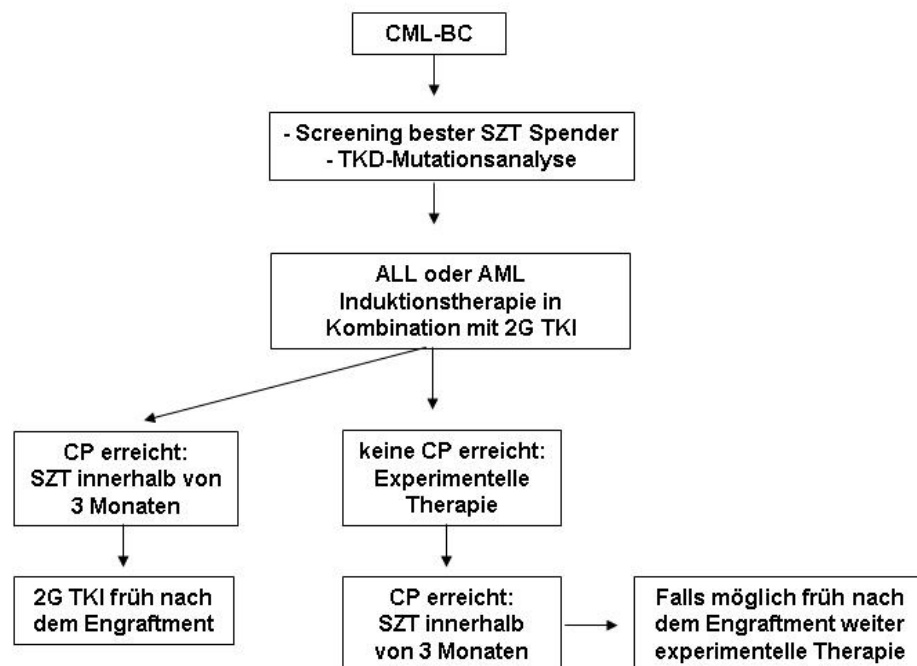 CML-BC
- Screening bester SZT Spender
- TKD-Mutationsanalyse
ALL oder AML
Induktionstherapie in
Kombination mit 2G TKI
CP erreicht:
SZT innerhalb von
3 Monaten
keine CP erreicht:
Experimentelle
Therapie
2G TKI früh nach
dem Engraftment
CP erreicht:
SZT innerhalb
von 3 Monaten
Falls möglich früh nach
dem Engraftment weiter
experimentelle Therapie